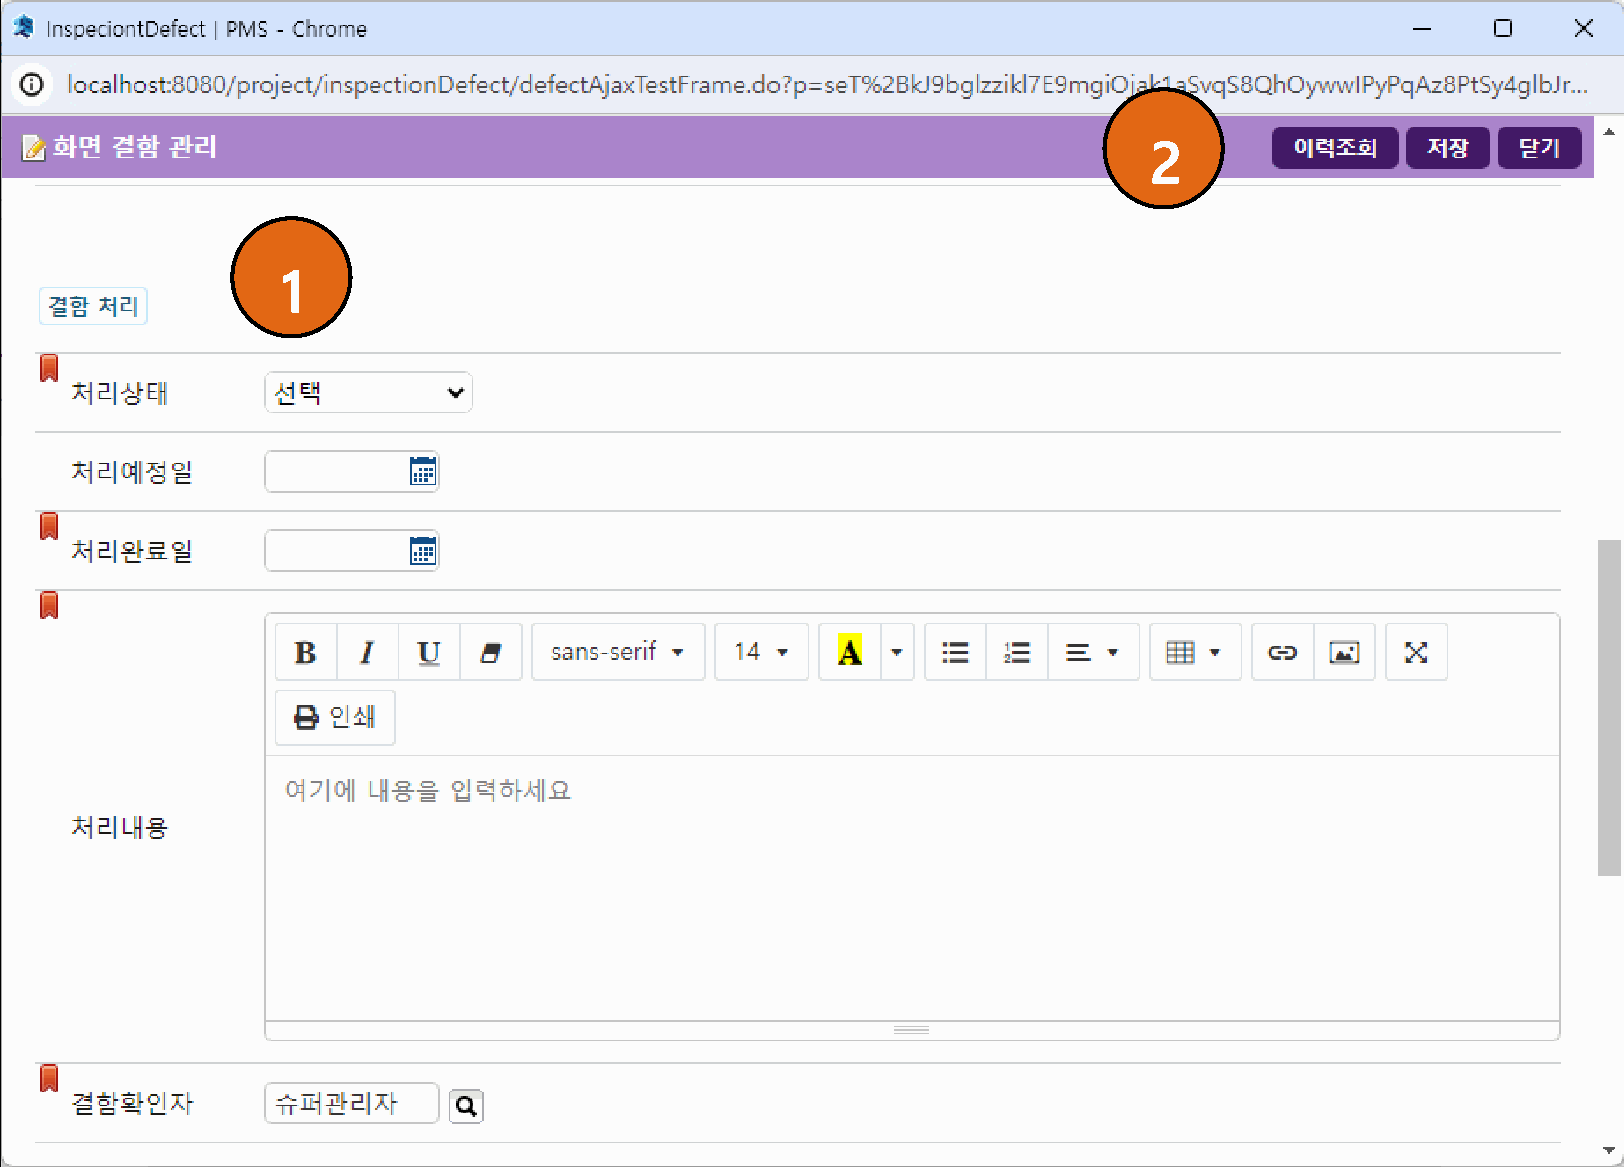 InspeciontDefect | PMS - Chrome
localhost:8080/project/inspectionDefect/defectAjaxTestFrame.do?p=seT%2BkJ9bglzzikl7E9mgiOjak1aSvqS8QhOywwIPyPqAz8PtSy4glbJr...
화면 결함 관리
2
이력조회 저장 닫기
1
결함 처리
처리상태 선택
처리예정일
처리완료일
B I U sans-serif 14 A
인쇄
여기에 내용을 입력하세요
처리내용
결함확인자 슈퍼관리자